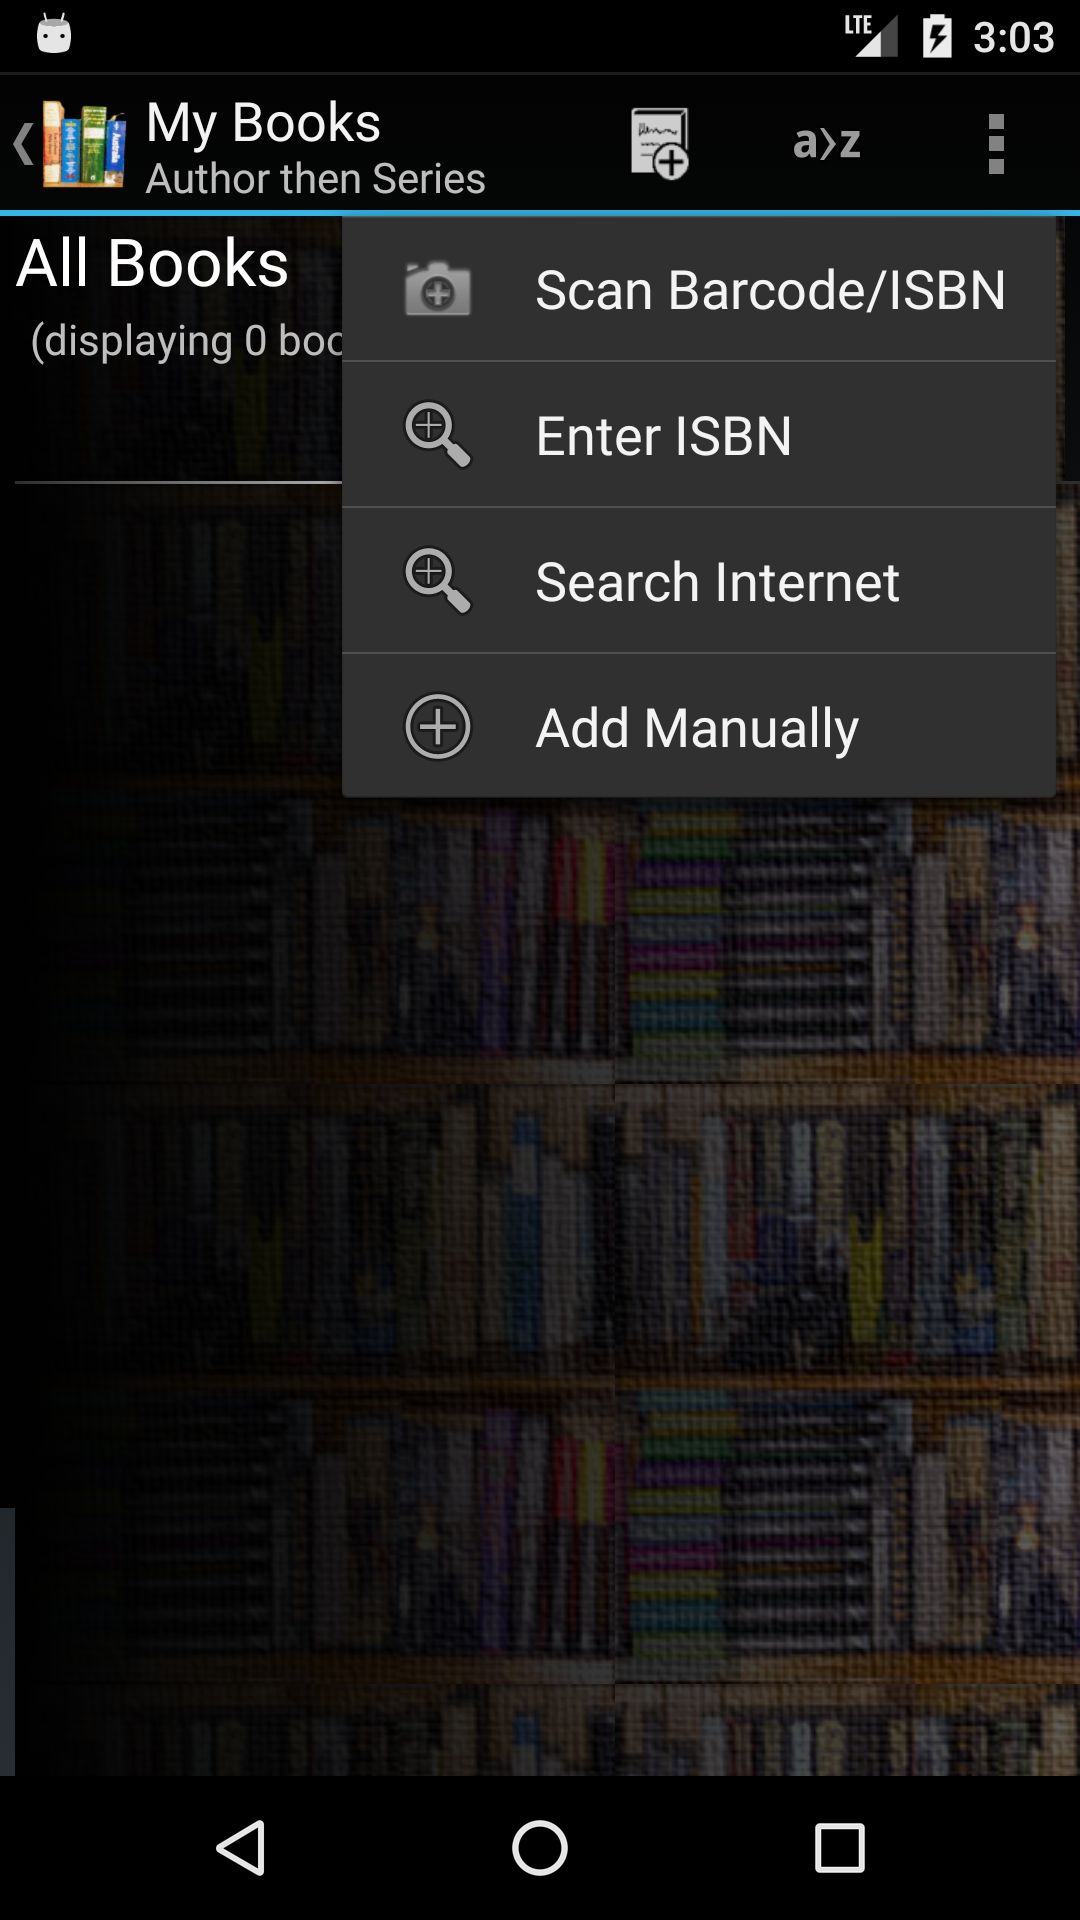 LTE 3:03
My Books
Author then Series
a›z
All Books
(displaying 0
Scan Barcode/ISBN
Enter ISBN
Search Internet
Add Manually